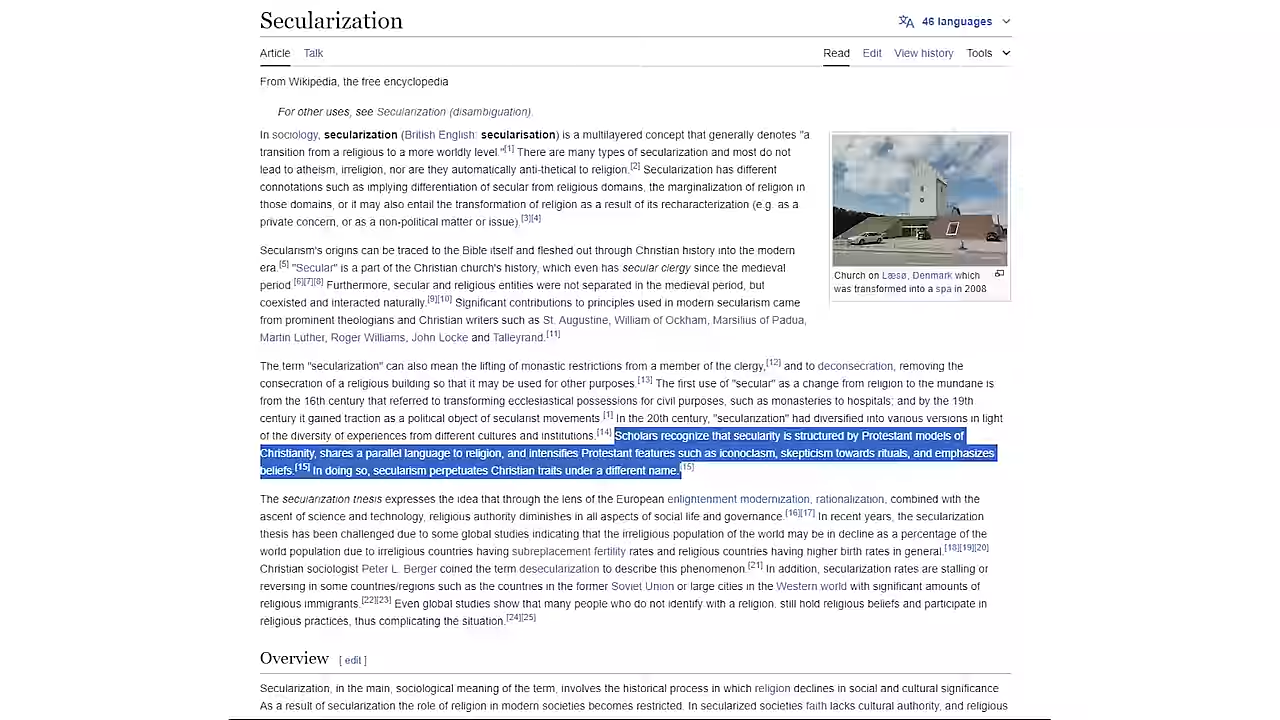 Secularization
46 languages
Article Talk Read Edit View history Tools
From Wikipedia, the free encyclopedia
For other uses, see Secularization (disambiguation).
In sociology, secularization (British English: secularisation) is a multilayered concept that generally denotes "a
transition from a religious to a more worldly level."[1] There are many types of secularization and most do not
lead to atheism, irreligion, nor are they automatically anti-thetical to religion.[2] Secularization has different
connotations such as implying differentiation of secular from religious domains, the marginalization of religion in
those domains, or it may also entail the transformation of religion as a result of its recharacterization (e.g. as a
private concern, or as a non-political matter or issue).[3][4]
Church on Læsø, Denmark which
was transformed into a spa in 2008
Secularism's origins can be traced to the Bible itself and fleshed out through Christian history into the modern
era.[5] "Secular" is a part of the Christian church's history, which even has secular clergy since the medieval
period.[6][7][8] Furthermore, secular and religious entities were not separated in the medieval period, but
coexisted and interacted naturally.[9][10] Significant contributions to principles used in modern secularism came
from prominent theologians and Christian writers such as St. Augustine, William of Ockham, Marsilius of Padua,
Martin Luther, Roger Williams, John Locke and Talleyrand.[11]
The term "secularization" can also mean the lifting of monastic restrictions from a member of the clergy,[12] and to deconsecration, removing the
consecration of a religious building so that it may be used for other purposes.[13] The first use of "secular" as a change from religion to the mundane is
from the 16th century that referred to transforming ecclesiastical possessions for civil purposes, such as monasteries to hospitals; and by the 19th
century it gained traction as a political object of secularist movements.[1] In the 20th century, "secularization" had diversified into various versions in light
of the diversity of experiences from different cultures and institutions.[14] Scholars recognize that secularity is structured by Protestant models of
Christianity, shares a parallel language to religion, and intensifies Protestant features such as iconoclasm, skepticism towards rituals, and emphasizes
beliefs.[15] In doing so, secularism perpetuates Christian traits under a different name.[15]
The secularization thesis expresses the idea that through the lens of the European enlightenment modernization, rationalization, combined with the
ascent of science and technology, religious authority diminishes in all aspects of social life and governance.[16][17] In recent years, the secularization
thesis has been challenged due to some global studies indicating that the irreligious population of the world may be in decline as a percentage of the
world population due to irreligious countries having subreplacement fertility rates and religious countries having higher birth rates in general.[18][19][20]
Christian sociologist Peter L. Berger coined the term desecularization to describe this phenomenon.[21] In addition, secularization rates are stalling or
reversing in some countries/regions such as the countries in the former Soviet Union or large cities in the Western world with significant amounts of
religious immigrants.[22][23] Even global studies show that many people who do not identify with a religion, still hold religious beliefs and participate in
religious practices, thus complicating the situation.[24][25]
Overview [ edit ]
Secularization, in the main, sociological meaning of the term, involves the historical process in which religion declines in social and cultural significance
As a result of secularization the role of religion in modern societies becomes restricted. In secularized societies faith lacks cultural authority, and religious